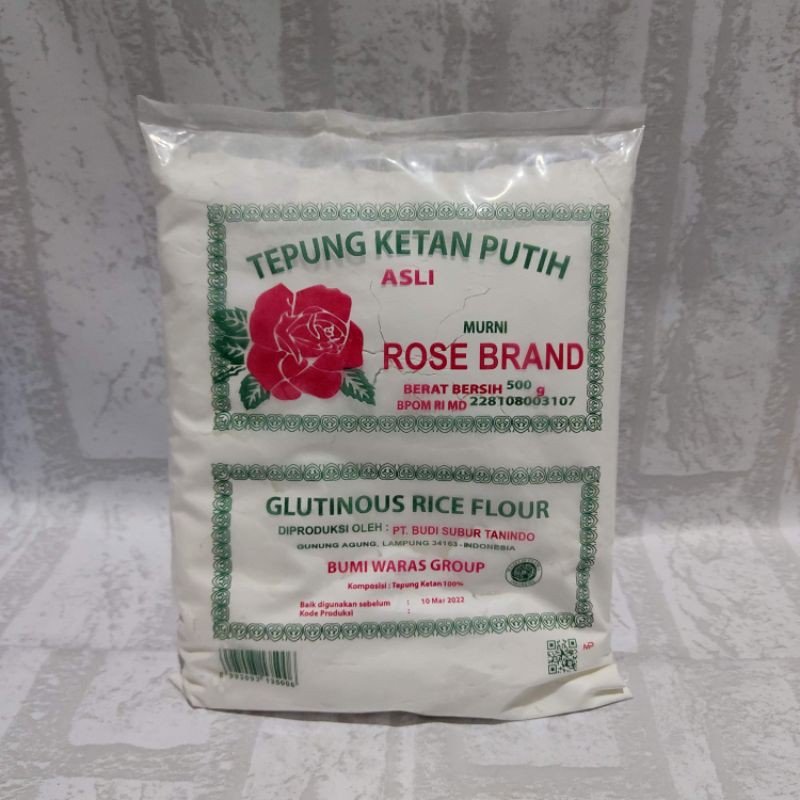 TEPUNG KETAN PUTIH
ASLI
MURNI
ROSE BRAND
BERAT BERSIH 500 g
BPOM RI MD 228108003107
GLUTINOUS RICE FLOUR
DIPRODUKSI OLEH : PT. BUDI SUBUR TANINDO
GUNUNG AGUNG, LAMPUNG 34163 - INDONESIA
BUMI WARAS GROUP
Komposisi : Tepung Ketan 100%
Baik digunakan sebelum : 10 Mar 2022
Kode Produksi :
MP